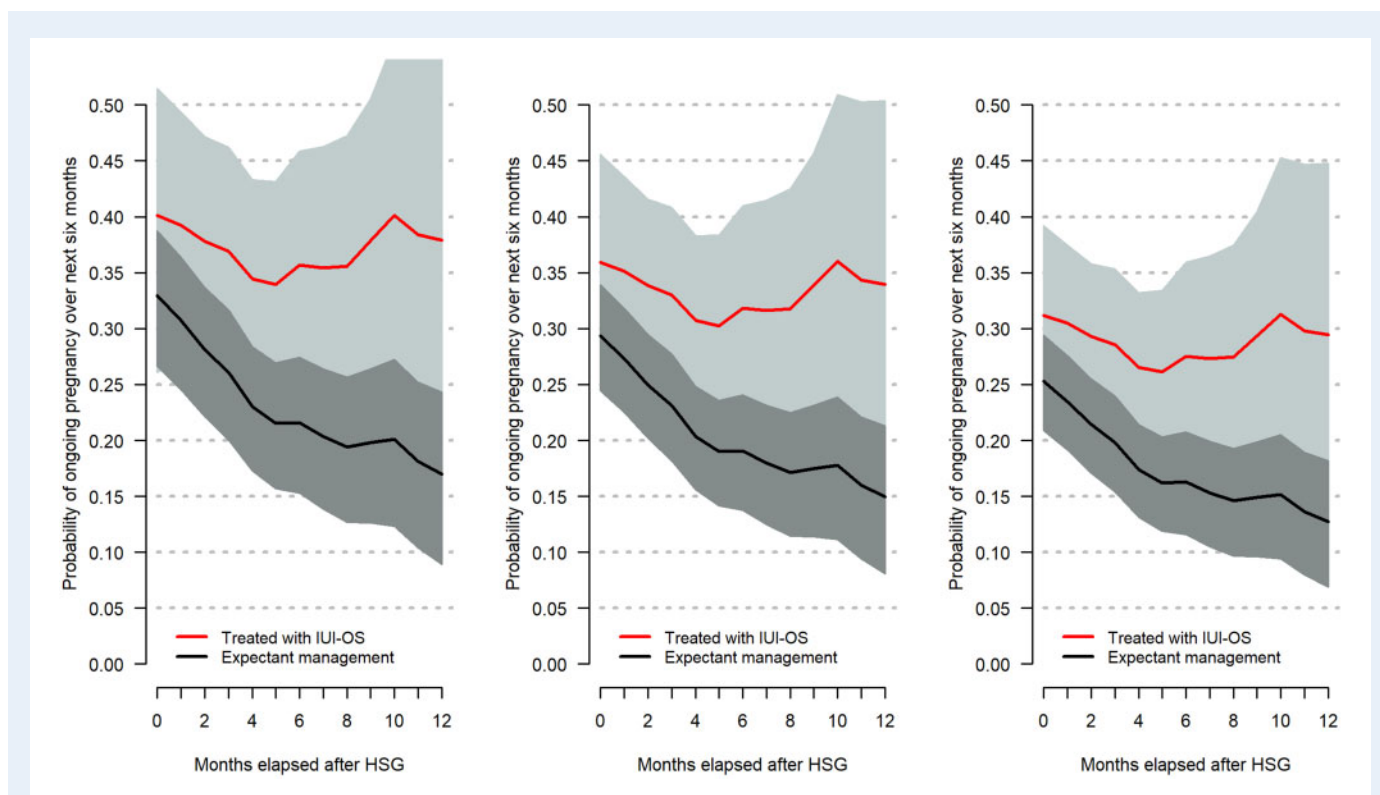 Probability of ongoing pregnancy over next six months
0.50
0.45
0.40
0.35
0.30
0.25
0.20
0.15
0.10
0.05
0.00
Treated with IUI-OS
Expectant management
0 2 4 6 8 10 12
Months elapsed after HSG
Probability of ongoing pregnancy over next six months
0.50
0.45
0.40
0.35
0.30
0.25
0.20
0.15
0.10
0.05
0.00
Treated with IUI-OS
Expectant management
0 2 4 6 8 10 12
Months elapsed after HSG
Probability of ongoing pregnancy over next six months
0.50
0.45
0.40
0.35
0.30
0.25
0.20
0.15
0.10
0.05
0.00
Treated with IUI-OS
Expectant management
0 2 4 6 8 10 12
Months elapsed after HSG